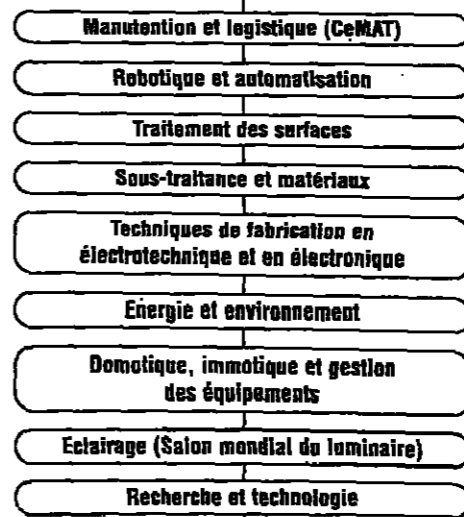 Manutention et logistique (CeMAT)
Robotique et automatisation
Traitement des surfaces
Sous-traitance et matériaux
Techniques de fabrication en
électrotechnique et en électronique
Energie et environnement
Domotique, immotique et gestion
des équipements
Eclairage (Salon mondial du luminaire)
Recherche et technologie